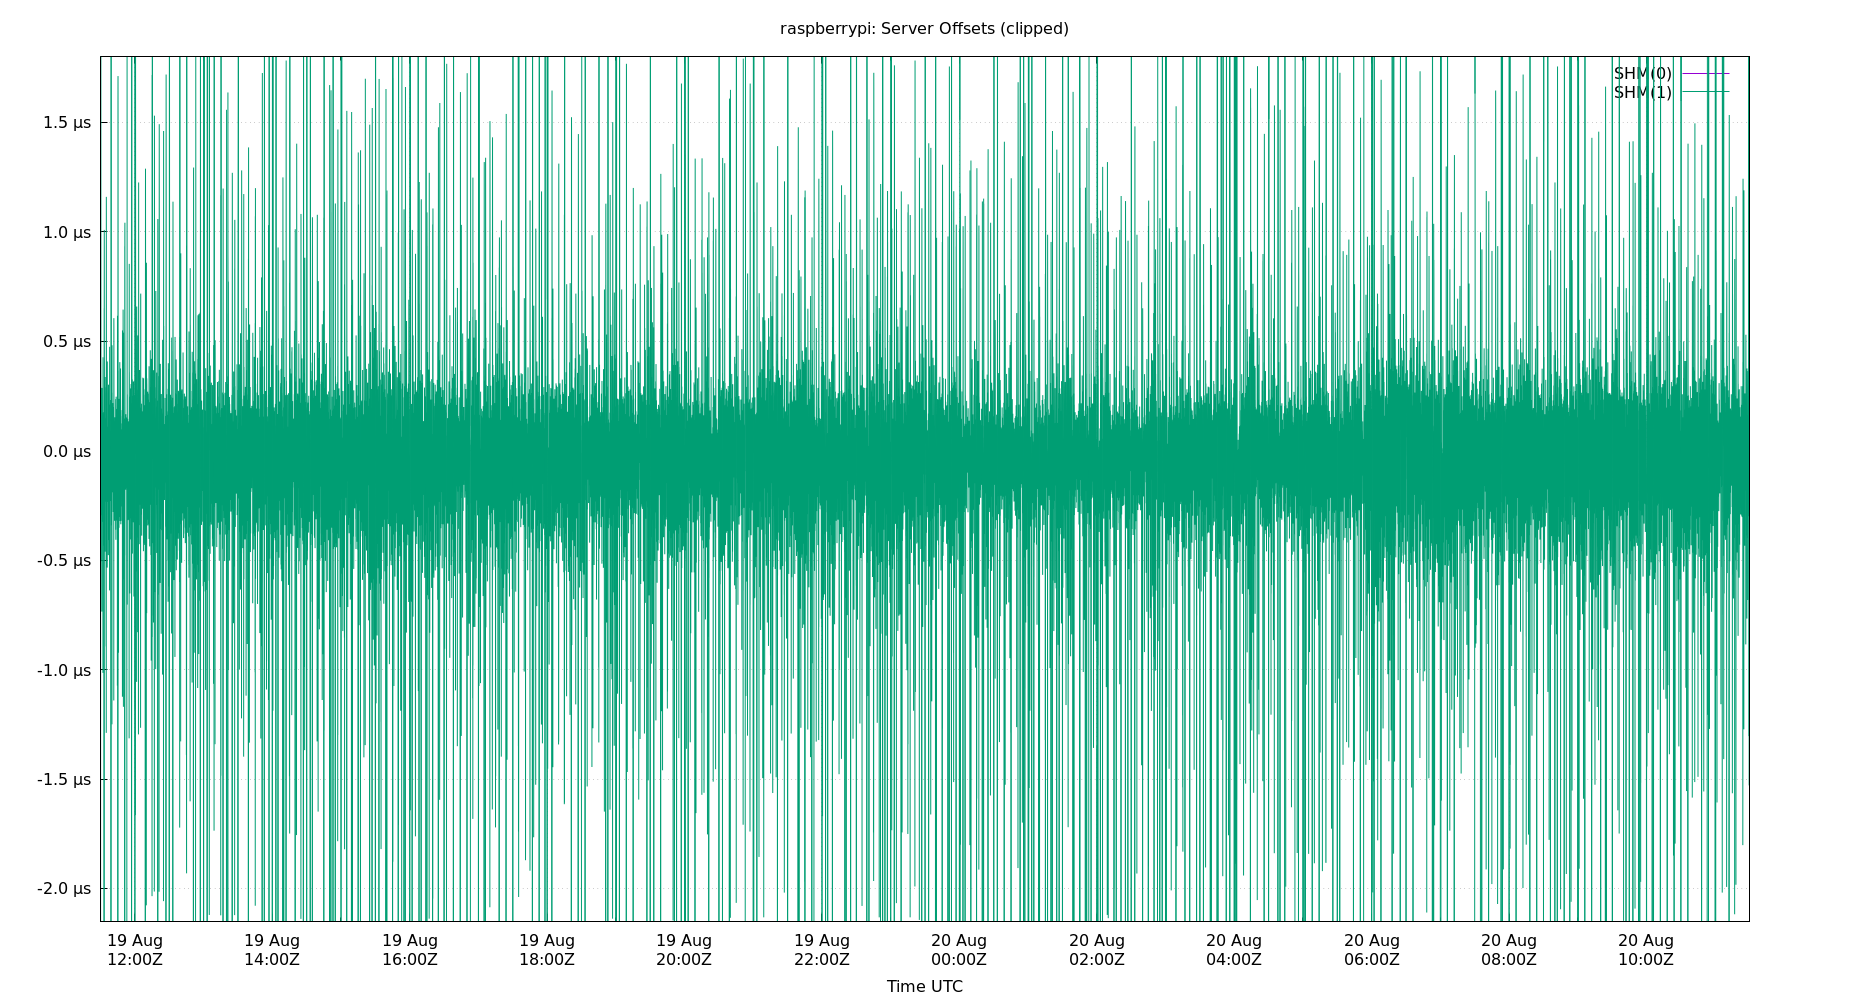 raspberrypi: Server Offsets (clipped)
SHM(0)
SHM(1)
1.5 µs
1.0 µs
0.5 µs
0.0 µs
-0.5 µs
-1.0 µs
-1.5 µs
-2.0 µs
19 Aug 19 Aug 19 Aug 19 Aug 19 Aug 19 Aug 20 Aug 20 Aug 20 Aug 20 Aug 20 Aug 20 Aug
12:00Z 14:00Z 16:00Z 18:00Z 20:00Z 22:00Z 00:00Z 02:00Z 04:00Z 06:00Z 08:00Z 10:00Z
Time UTC